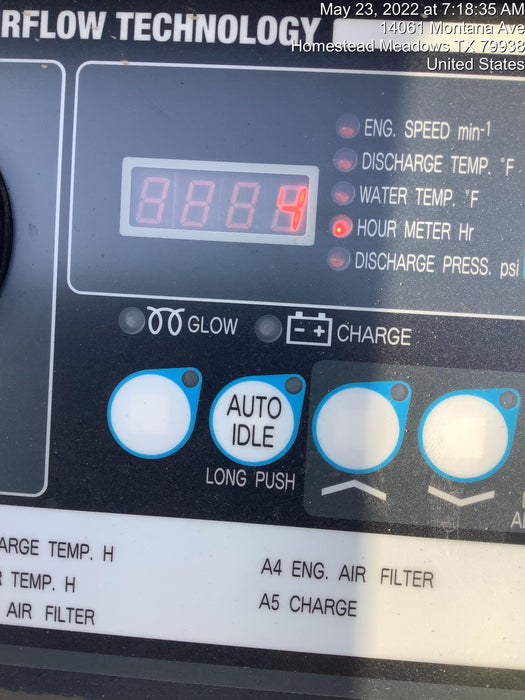 RFLOW TECHNOLOGY
May 23, 2022 at 7:18:35 AM
14061 Montana Ave
Homestead Meadows TX 79938
United States
ENG. SPEED min-1
DISCHARGE TEMP. °F
WATER TEMP. °F
4
HOUR METER Hr
DISCHARGE PRESS. psi
GLOW
- +
CHARGE
AUTO
IDLE
LONG PUSH
ARGE TEMP. H
TEMP. H
AIR FILTER
A4 ENG. AIR FILTER
A5 CHARGE